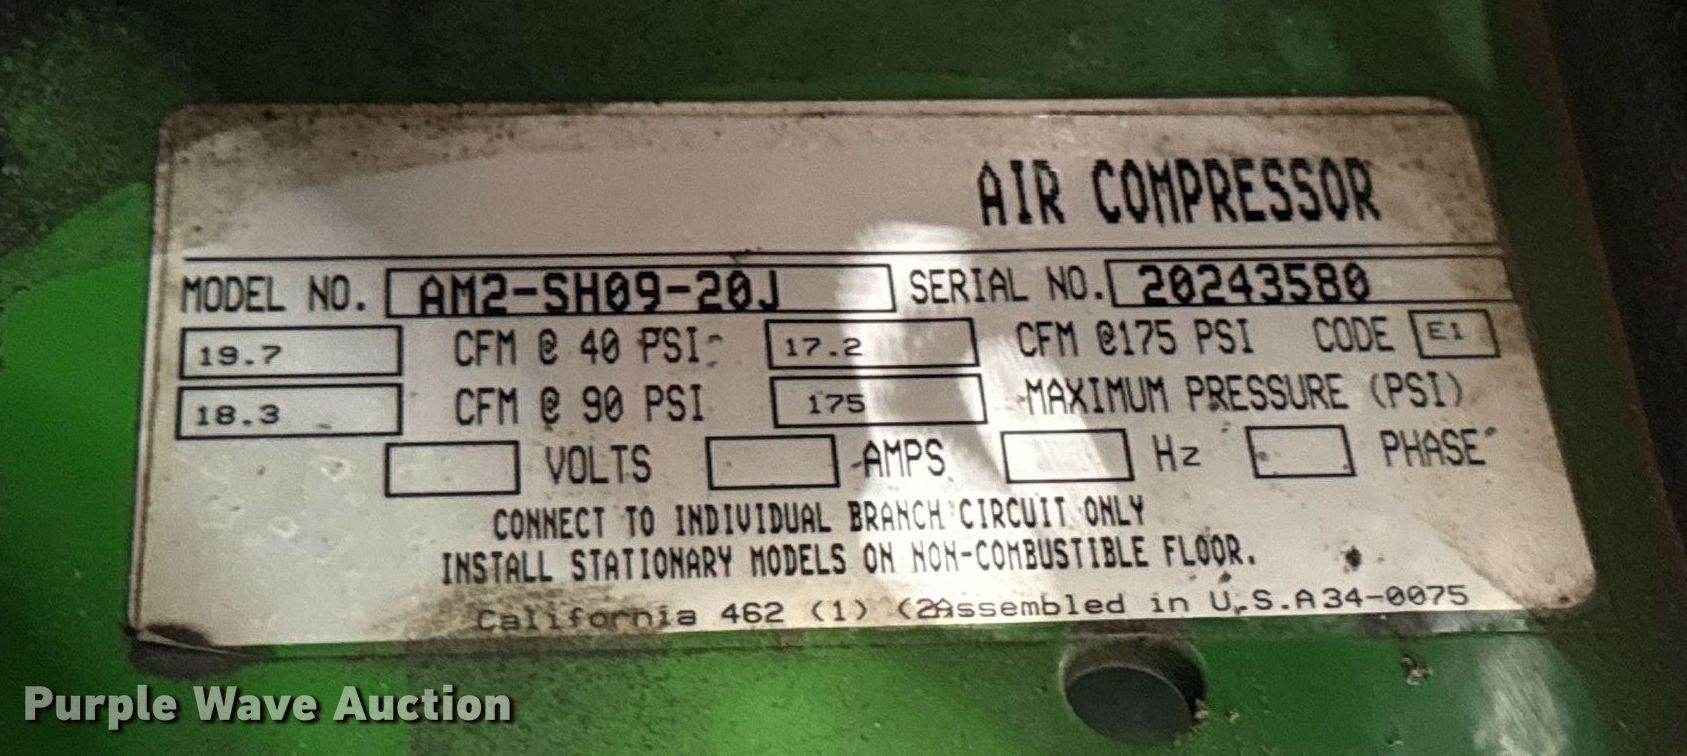 AIR COMPRESSOR
MODEL NO. AM2-SH09-20J SERIAL NO. 20243580
19.7 CFM @ 40 PSI 17.2 CFM @175 PSI CODE E1
18.3 CFM @ 90 PSI 175 MAXIMUM PRESSURE (PSI)
VOLTS AMPS Hz PHASE
CONNECT TO INDIVIDUAL BRANCH CIRCUIT ONLY
INSTALL STATIONARY MODELS ON NON-COMBUSTIBLE FLOOR.
California 462 (1) (2Assembled in U.S.A34-0075
Purple Wave Auction